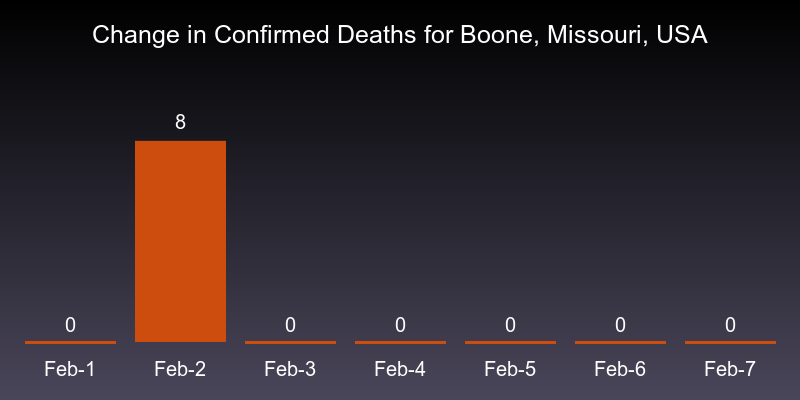 Change in Confirmed Deaths for Boone, Missouri, USA
8
0 0 0 0 0 0
Feb-1 Feb-2 Feb-3 Feb-4 Feb-5 Feb-6 Feb-7